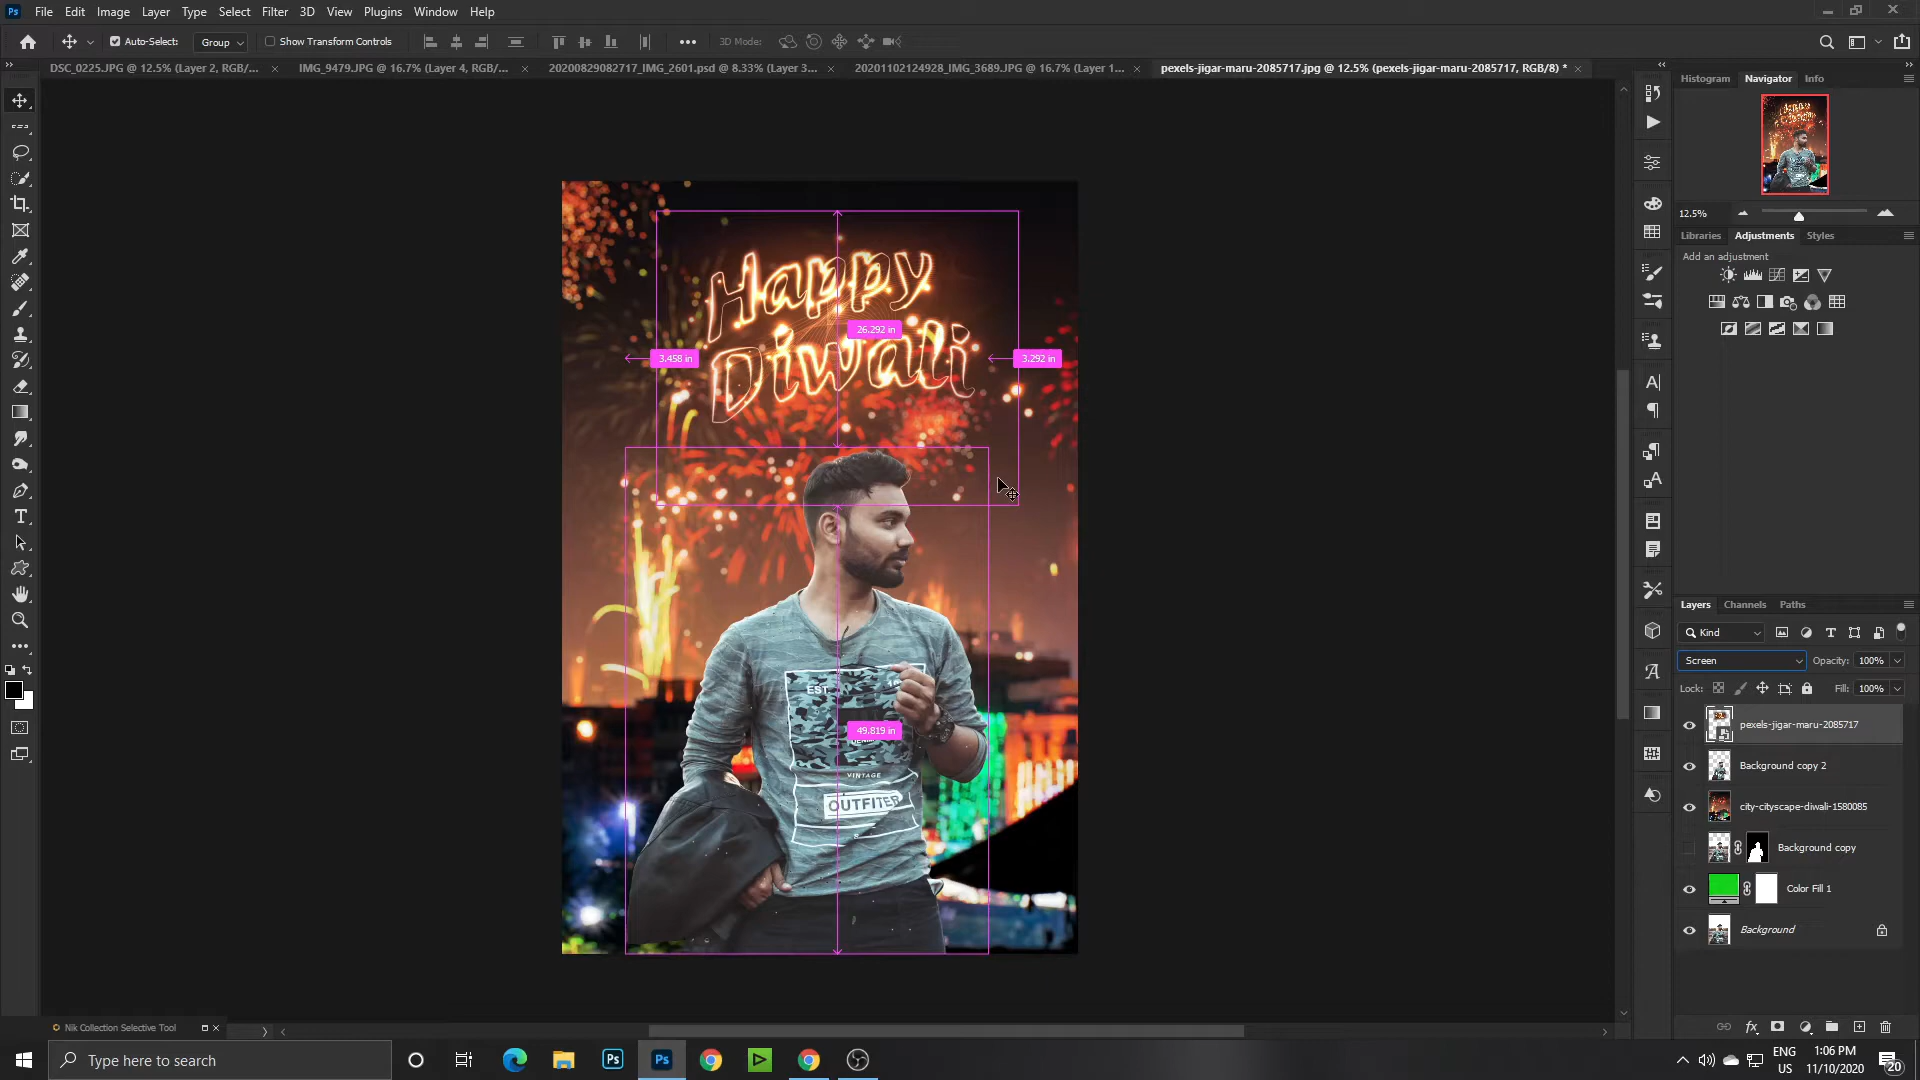 Ps File Edit Image Layer Type Select Filter 3D View Plugins Window Help
Auto-Select: Group Show Transform Controls 3D Mode:
DSC_0225.JPG @ 12.5% (Layer 2, RGB/... IMG_9479.JPG @ 16.7% (Layer 4, RGB/... 20200829082717_IMG_2601.psd @ 8.33% (Layer 3... 20201102124928_IMG_3689.JPG @ 16.7% (Layer 1... pexels-jigar-maru-2085717.jpg @ 12.5% (pexels-jigar-maru-2085717, RGB/8) *
Histogram Navigator Info
12.5%
Libraries Adjustments Styles
Add an adjustment
Happy
Diwali
26.292 in
3.458 in
3.292 in
EST.
49.819 in
VINTAGE
OUTFITER
Layers Channels Paths
Kind
Screen Opacity: 100%
Lock: Fill: 100%
pexels-jigar-maru-2085717
Background copy 2
city-cityscape-diwali-1580085
Background copy
Color Fill 1
Background
Nik Collection Selective Tool
Type here to search
Ps
Ps
ENG
US
1:06 PM
11/10/2020
20